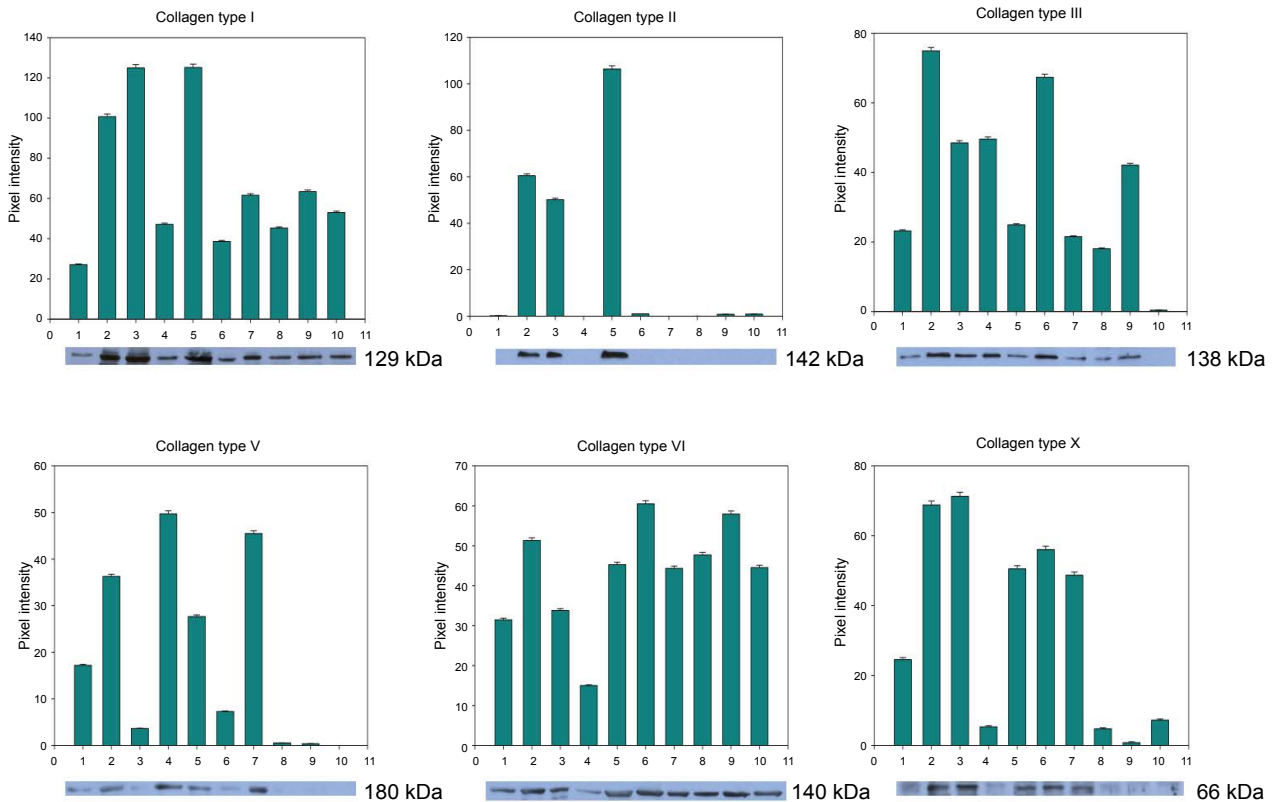 Collagen type I
Pixel intensity
140
120
100
80
60
40
20
0
0 1 2 3 4 5 6 7 8 9 10 11
129 kDa
Collagen type II
Pixel intensity
120
100
80
60
40
20
0
0 1 2 3 4 5 6 7 8 9 10 11
142 kDa
Collagen type III
Pixel intensity
80
60
40
20
0
0 1 2 3 4 5 6 7 8 9 10 11
138 kDa
Collagen type V
Pixel intensity
60
50
40
30
20
10
0
0 1 2 3 4 5 6 7 8 9 10 11
180 kDa
Collagen type VI
Pixel intensity
70
60
50
40
30
20
10
0
0 1 2 3 4 5 6 7 8 9 10 11
140 kDa
Collagen type X
Pixel intensity
80
60
40
20
0
0 1 2 3 4 5 6 7 8 9 10 11
66 kDa